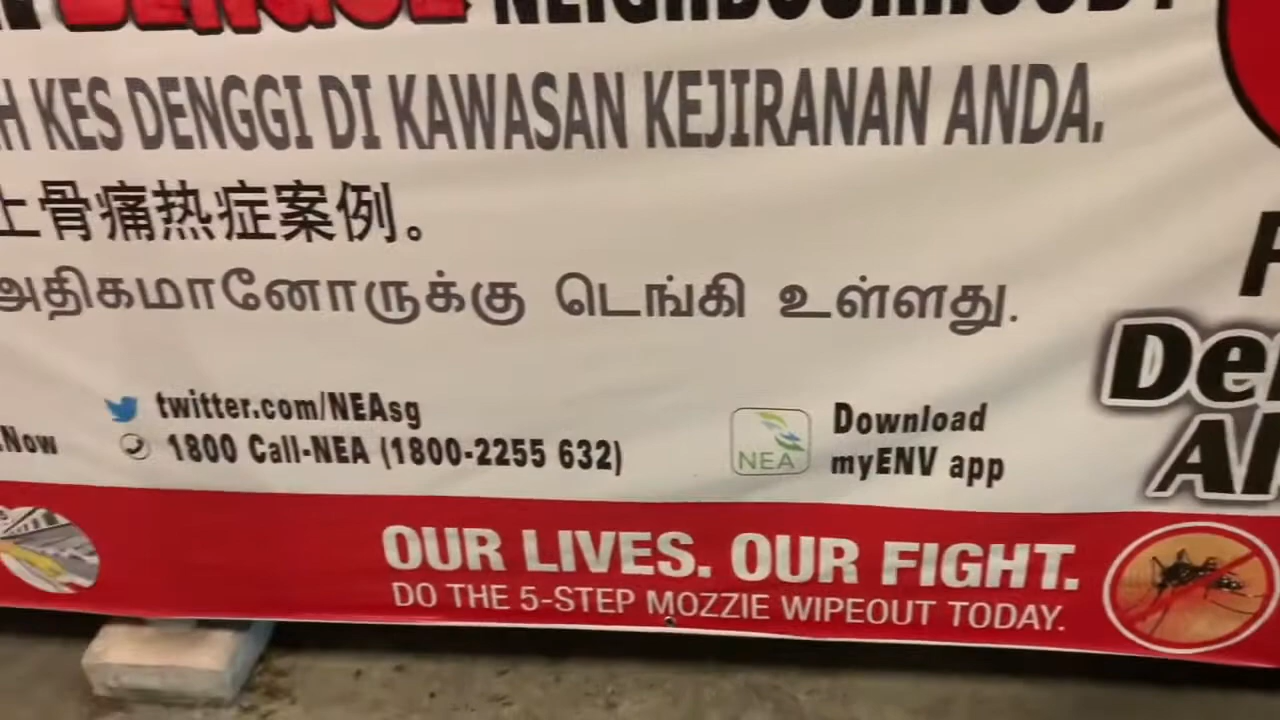 DENGUE NEIGHBOURHOOD?
KES DENGGI DI KAWASAN KEJIRANAN ANDA.
上骨痛热症案例。
அதிகமானோருக்கு டெங்கி உள்ளது.
twitter.com/NEAsg
Now
1800 Call-NEA (1800-2255 632)
NEA
Download
myENV app
OUR LIVES. OUR FIGHT.
DO THE 5-STEP MOZZIE WIPEOUT TODAY.